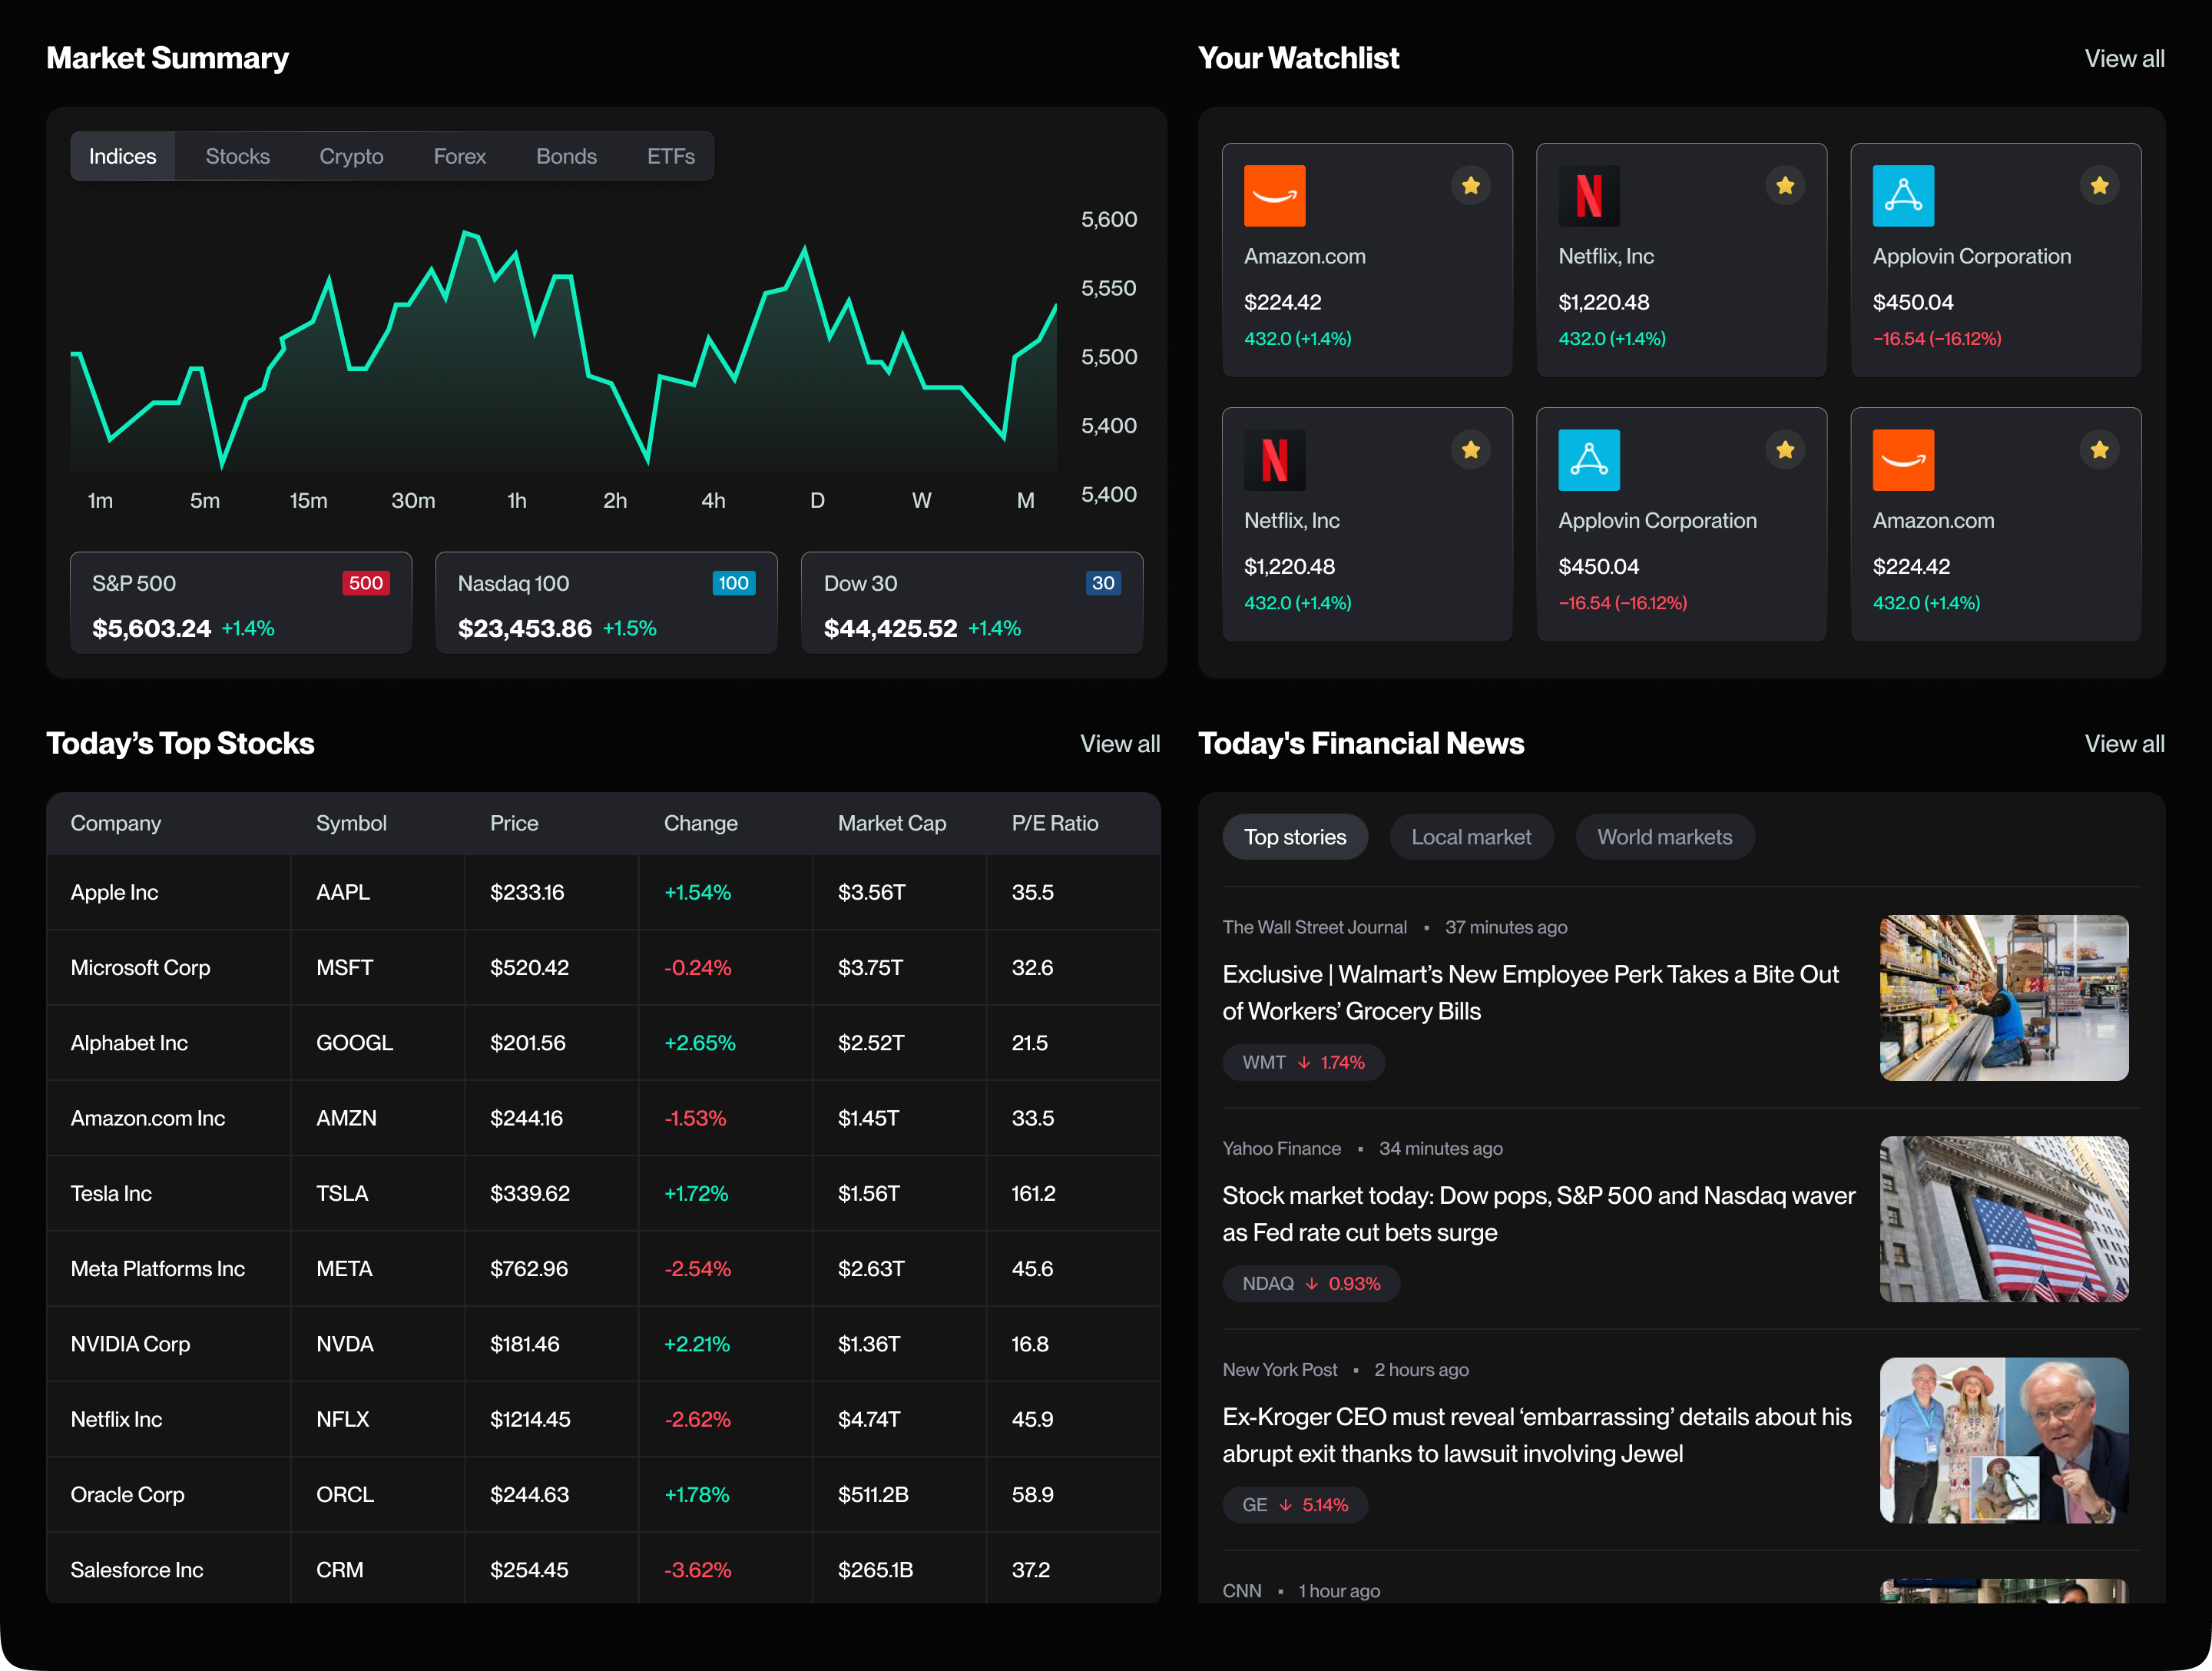 Market Summary
Indices Stocks Crypto Forex Bonds ETFs
5,600
5,550
5,500
5,400
5,400
1m 5m 15m 30m 1h 2h 4h D W M
S&P 500 500
$5,603.24 +1.4%
Nasdaq 100 100
$23,453.86 +1.5%
Dow 30 30
$44,425.52 +1.4%
Your Watchlist View all
Amazon.com
$224.42
432.0 (+1.4%)
N
Netflix, Inc
$1,220.48
432.0 (+1.4%)
Applovin Corporation
$450.04
−16.54 (−16.12%)
N
Netflix, Inc
$1,220.48
432.0 (+1.4%)
Applovin Corporation
$450.04
−16.54 (−16.12%)
Amazon.com
$224.42
432.0 (+1.4%)
Today’s Top Stocks View all
Company Symbol Price Change Market Cap P/E Ratio
Apple Inc AAPL $233.16 +1.54% $3.56T 35.5
Microsoft Corp MSFT $520.42 -0.24% $3.75T 32.6
Alphabet Inc GOOGL $201.56 +2.65% $2.52T 21.5
Amazon.com Inc AMZN $244.16 -1.53% $1.45T 33.5
Tesla Inc TSLA $339.62 +1.72% $1.56T 161.2
Meta Platforms Inc META $762.96 -2.54% $2.63T 45.6
NVIDIA Corp NVDA $181.46 +2.21% $1.36T 16.8
Netflix Inc NFLX $1214.45 -2.62% $4.74T 45.9
Oracle Corp ORCL $244.63 +1.78% $511.2B 58.9
Salesforce Inc CRM $254.45 -3.62% $265.1B 37.2
Today's Financial News View all
Top stories Local market World markets
The Wall Street Journal ▪ 37 minutes ago
Exclusive | Walmart’s New Employee Perk Takes a Bite Out
of Workers’ Grocery Bills
WMT ↓ 1.74%
Yahoo Finance ▪ 34 minutes ago
Stock market today: Dow pops, S&P 500 and Nasdaq waver
as Fed rate cut bets surge
NDAQ ↓ 0.93%
New York Post ▪ 2 hours ago
Ex-Kroger CEO must reveal ‘embarrassing’ details about his
abrupt exit thanks to lawsuit involving Jewel
GE ↓ 5.14%
CNN ▪ 1 hour ago